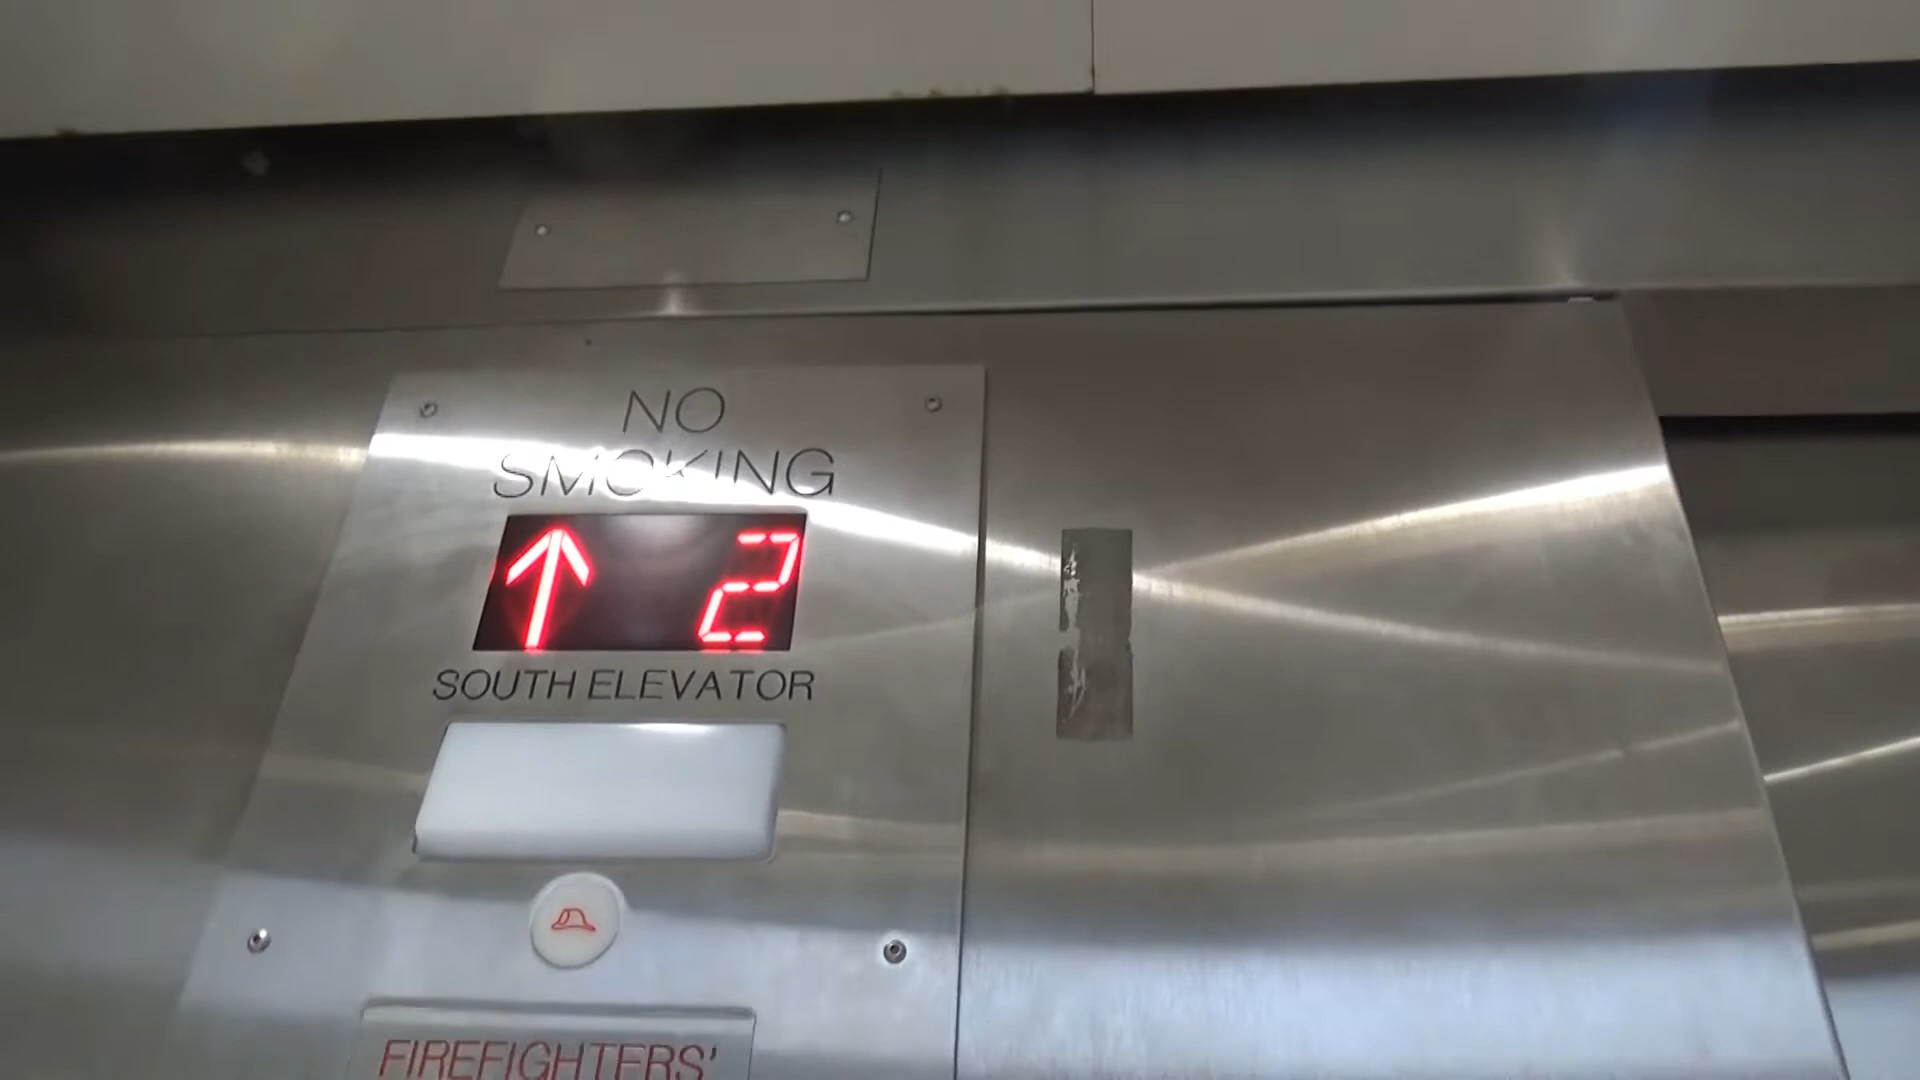 NO
SMOKING
↑ 2
SOUTH ELEVATOR
FIREFIGHTERS'